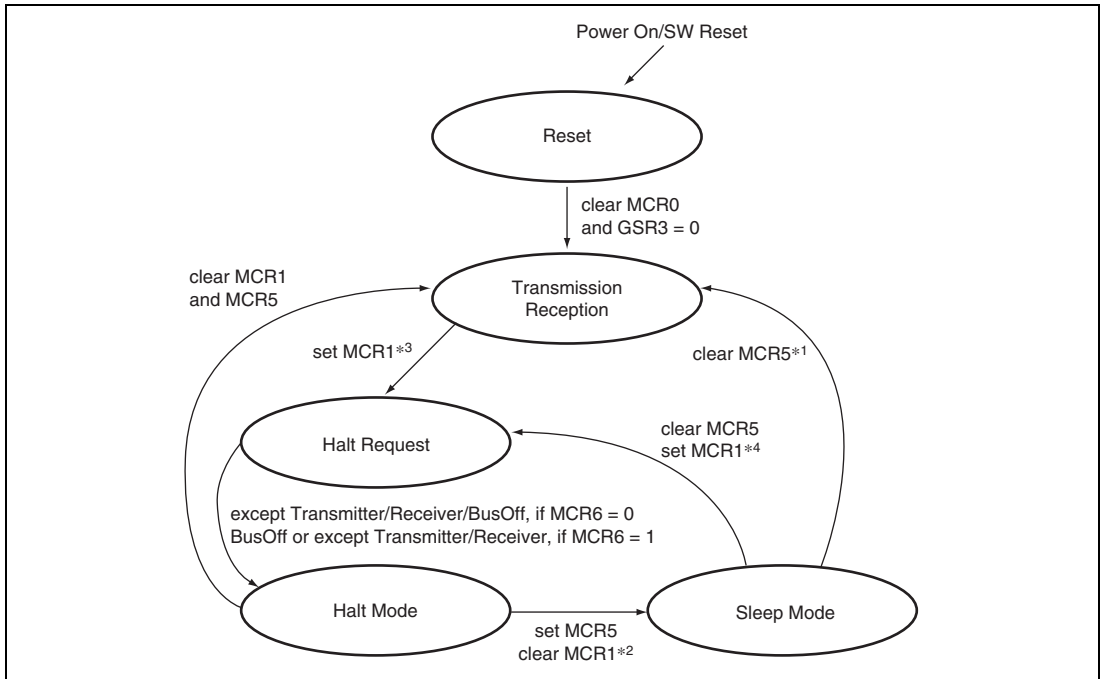 Power On/SW Reset
Reset
clear MCR0
and GSR3 = 0
clear MCR1
and MCR5
Transmission
Reception
set MCR1*3
clear MCR5*1
Halt Request
clear MCR5
set MCR1*4
except Transmitter/Receiver/BusOff, if MCR6 = 0
BusOff or except Transmitter/Receiver, if MCR6 = 1
Halt Mode
Sleep Mode
set MCR5
clear MCR1*2